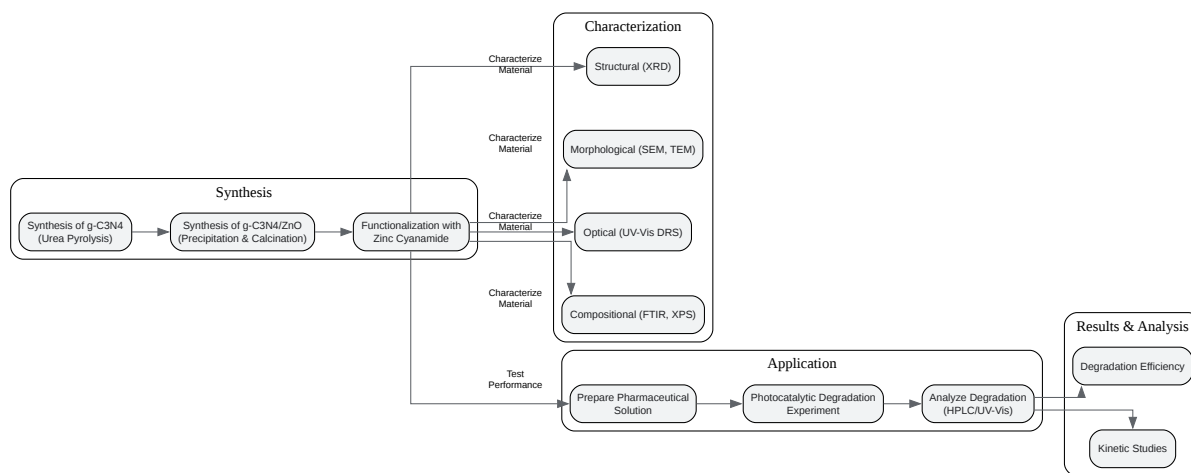 Characterization
Characterize
Material
Structural (XRD)
Characterize
Material
Morphological (SEM, TEM)
Synthesis
Synthesis of g-C3N4
(Urea Pyrolysis)
Synthesis of g-C3N4/ZnO
(Precipitation & Calcination)
Functionalization with
Zinc Cyanamide
Characterize
Material
Optical (UV-Vis DRS)
Characterize
Material
Compositional (FTIR, XPS)
Test
Performance
Application
Prepare Pharmaceutical
Solution
Photocatalytic Degradation
Experiment
Analyze Degradation
(HPLC/UV-Vis)
Results & Analysis
Degradation Efficiency
Kinetic Studies